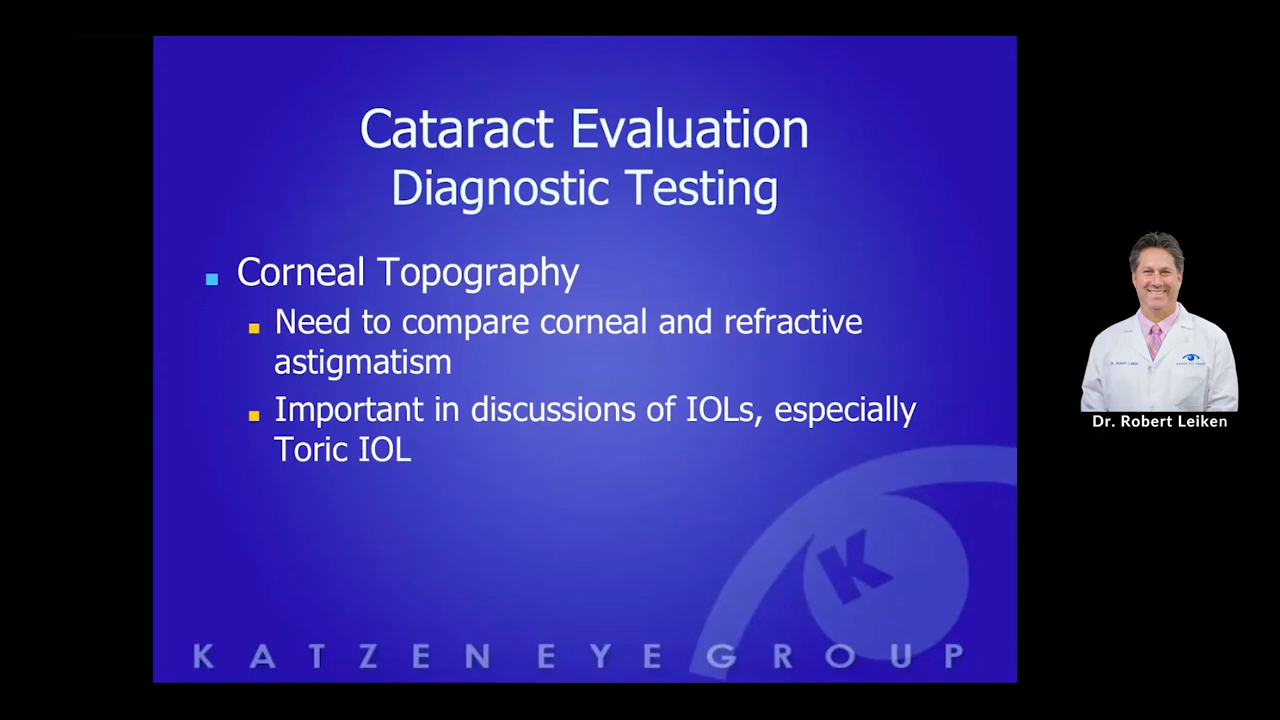 Cataract Evaluation
Diagnostic Testing
Corneal Topography
Need to compare corneal and refractive
astigmatism
Important in discussions of IOLs, especially
Toric IOL
K
KATZEN EYE GROUP
Dr. Robert Leiken